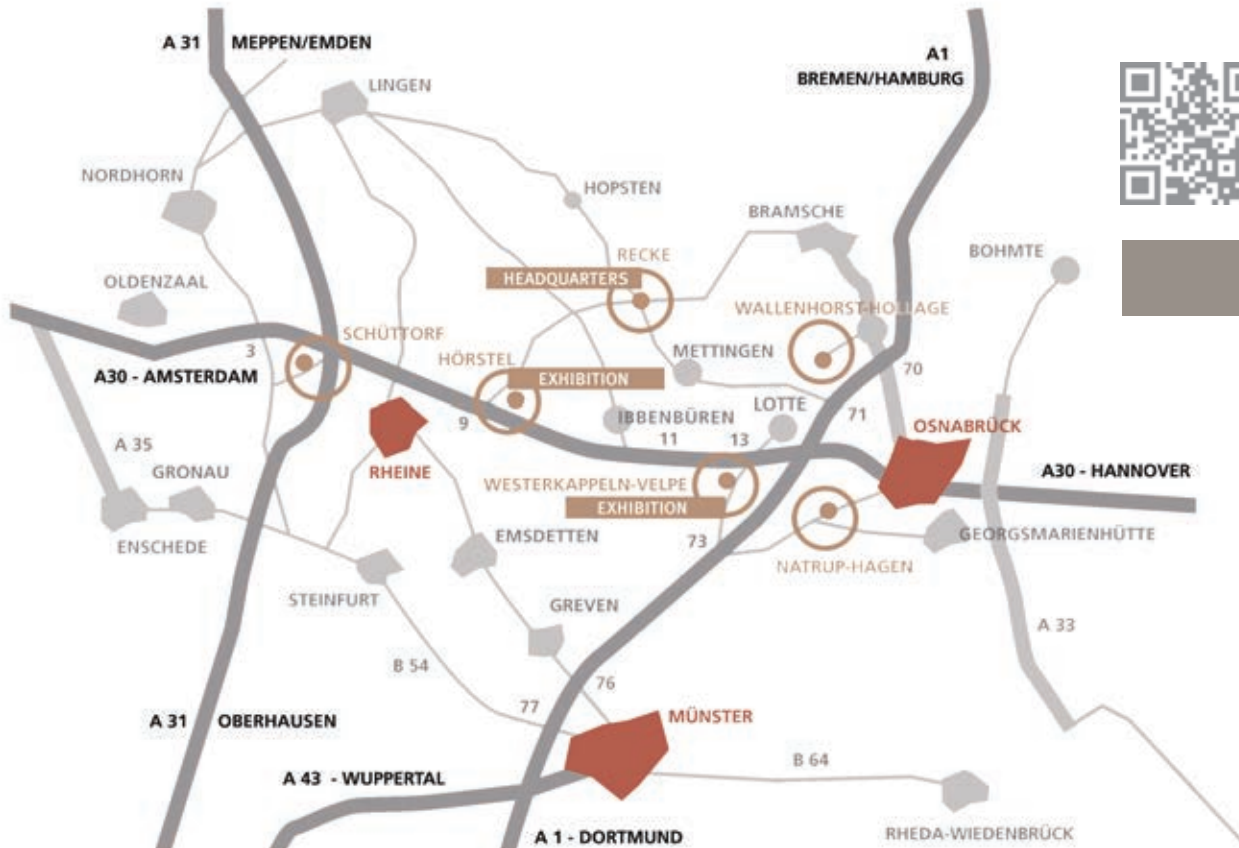 A 31
MEPPEN/EMDEN
A1
BREMEN/HAMBURG
LINGEN
NORDHORN
HOPSTEN
BRAMSCHE
BOHMTE
RECKE
HEADQUARTERS
OLDENZAAL
WALLENHORST-HOLLAGE
SCHÜTTORF
3
HÖRSTEL
METTINGEN
A30 - AMSTERDAM
EXHIBITION
70
9
IBBENBÜREN
LOTTE
71
OSNABRÜCK
A 35
11
13
GRONAU
RHEINE
A30 - HANNOVER
WESTERKAPPELN-VELPE
EXHIBITION
ENSCHEDE
EMSDETTEN
73
GEORGSMARIENHÜTTE
NATRUP-HAGEN
STEINFURT
GREVEN
A 33
B 54
76
77
A 31
OBERHAUSEN
MÜNSTER
B 64
A 43 - WUPPERTAL
A 1 - DORTMUND
RHEDA-WIEDENBRÜCK